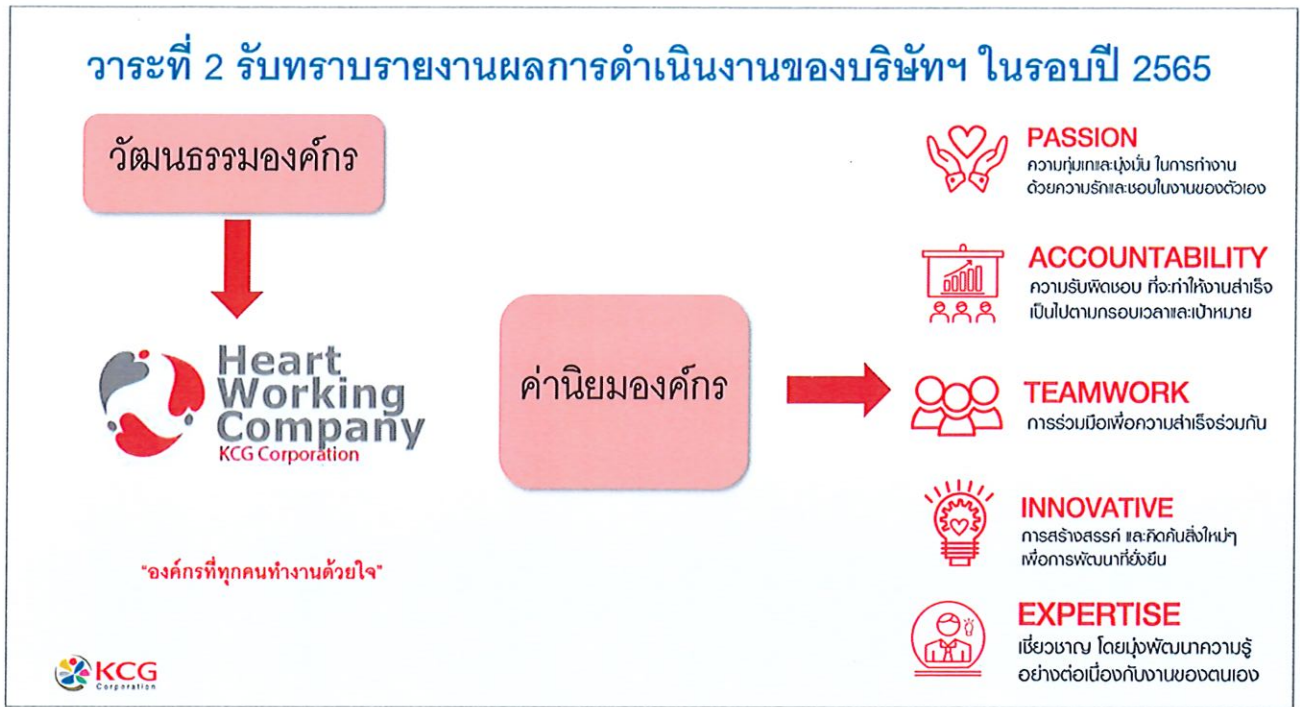 วาระที่ 2 รับทราบรายงานผลการดำเนินงานของบริษัทฯ ในรอบปี 2565
วัฒนธรรมองค์กร
Heart
Working
Company
KCG Corporation
"องค์กรที่ทุกคนทำงานด้วยใจ"
ค่านิยมองค์กร
PASSION
ความทุ่มเทและมุ่งมั่น ในการทำงาน
ด้วยความรักและชอบในงานของตัวเอง
ACCOUNTABILITY
ความรับผิดชอบ ที่จะทำให้งานสำเร็จ
เป็นไปตามกรอบเวลาและเป้าหมาย
TEAMWORK
การร่วมมือเพื่อความสำเร็จร่วมกัน
INNOVATIVE
การสร้างสรรค์ และคิดค้นสิ่งใหม่ๆ
เพื่อการพัฒนาที่ยั่งยืน
EXPERTISE
เชี่ยวชาญ โดยมุ่งพัฒนาความรู้
อย่างต่อเนื่องกับงานของตนเอง
KCG
Corporation